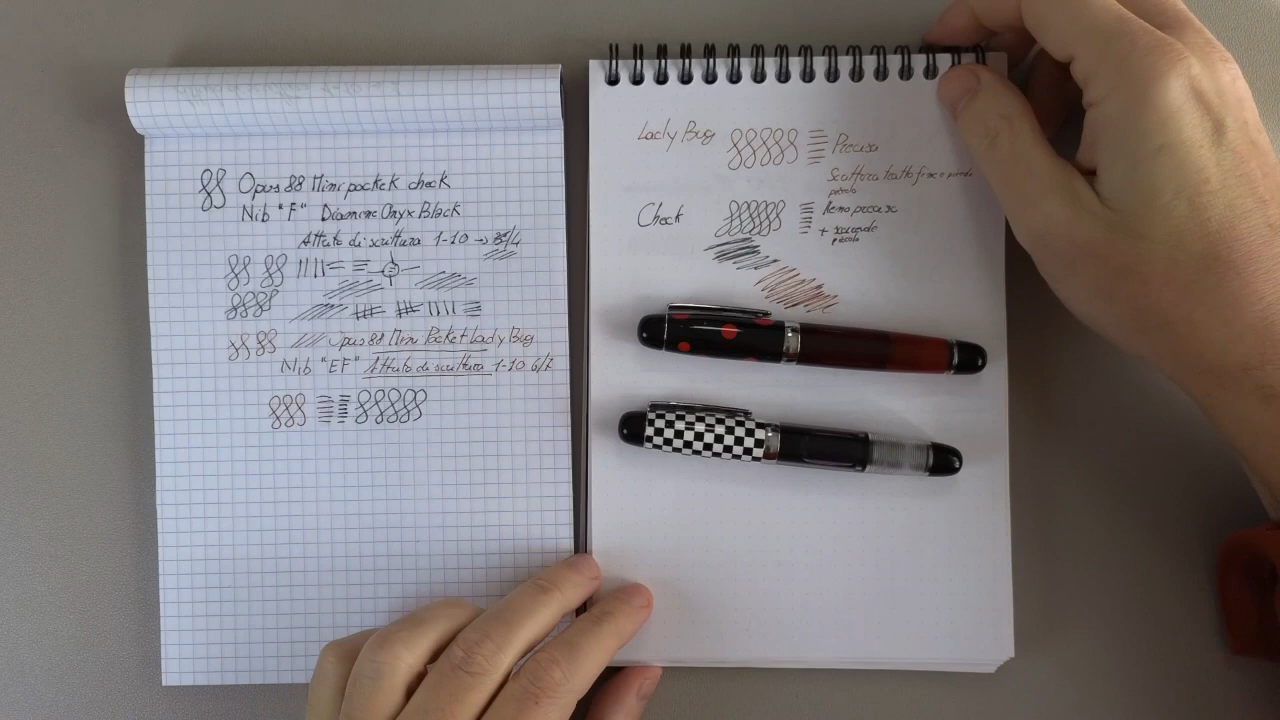 Opus 88 Mini pocket check
Nib "F" Diamine Onyx Black
Attrito di scrittura 1-10 → 3/4
Opus 88 Mini Pocket Lady Bug
Nib "EF" Attrito di scrittura 1-10 6/7
Lady Bug
Precisa
Scrittura tratto fine e
piccolo
Check
Meno precisa
+ scorrevole
piccolo